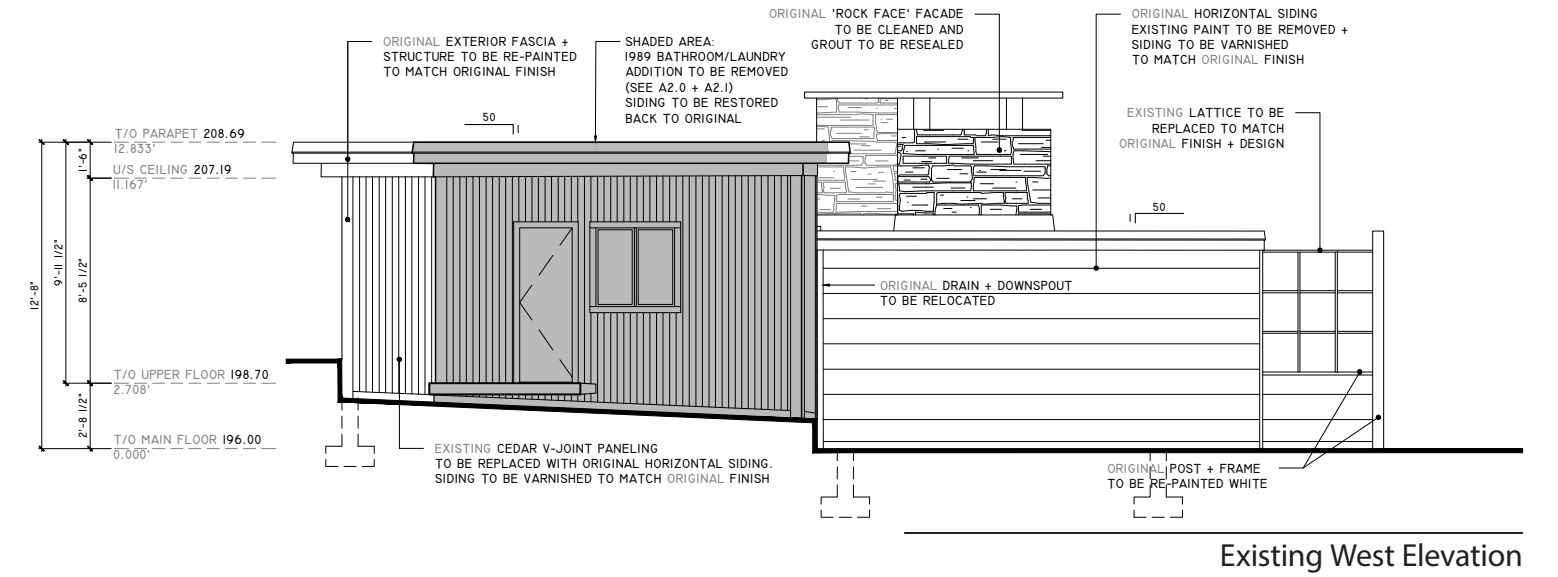 ORIGINAL EXTERIOR FASCIA +
STRUCTURE TO BE RE-PAINTED
TO MATCH ORIGINAL FINISH
SHADED AREA:
1989 BATHROOM/LAUNDRY
ADDITION TO BE REMOVED
(SEE A2.0 + A2.1)
SIDING TO BE RESTORED
BACK TO ORIGINAL
ORIGINAL 'ROCK FACE' FACADE
TO BE CLEANED AND
GROUT TO BE RESEALED
ORIGINAL HORIZONTAL SIDING
EXISTING PAINT TO BE REMOVED +
SIDING TO BE VARNISHED
TO MATCH ORIGINAL FINISH
EXISTING LATTICE TO BE
REPLACED TO MATCH
ORIGINAL FINISH + DESIGN
50
1
T/O PARAPET 208.69
12.833'
1'-6"
U/S CEILING 207.19
11.167'
50
1
12'-8"
9'-11 1/2"
8'-5 1/2"
ORIGINAL DRAIN + DOWNSPOUT
TO BE RELOCATED
T/O UPPER FLOOR 198.70
2.708'
2'-8 1/2"
T/O MAIN FLOOR 196.00
0.000'
EXISTING CEDAR V-JOINT PANELING
TO BE REPLACED WITH ORIGINAL HORIZONTAL SIDING.
SIDING TO BE VARNISHED TO MATCH ORIGINAL FINISH
ORIGINAL POST + FRAME
TO BE RE-PAINTED WHITE
Existing West Elevation